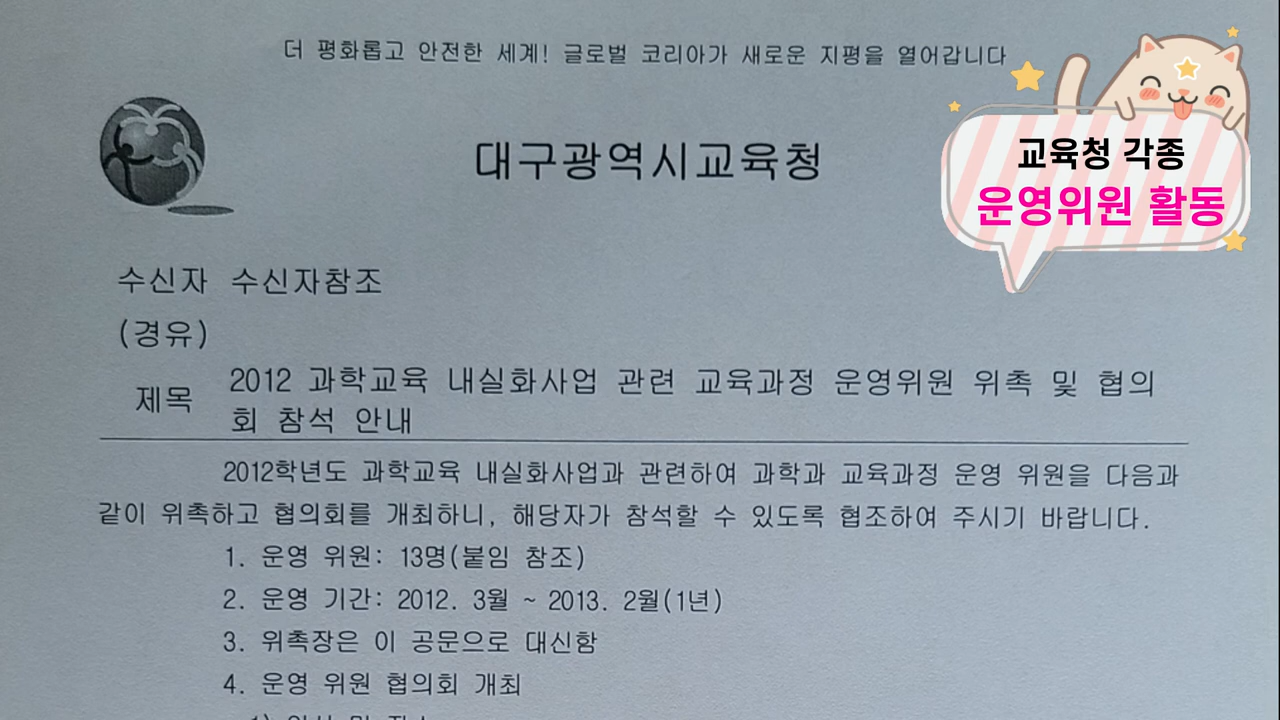 더 평화롭고 안전한 세계! 글로벌 코리아가 새로운 지평을 열어갑니다
대구광역시교육청
교육청 각종
운영위원 활동
수신자 수신자참조
(경유)
제목 2012 과학교육 내실화사업 관련 교육과정 운영위원 위촉 및 협의
회 참석 안내
2012학년도 과학교육 내실화사업과 관련하여 과학과 교육과정 운영 위원을 다음과
같이 위촉하고 협의회를 개최하니, 해당자가 참석할 수 있도록 협조하여 주시기 바랍니다.
1. 운영 위원: 13명(붙임 참조)
2. 운영 기간: 2012. 3월 ~ 2013. 2월(1년)
3. 위촉장은 이 공문으로 대신함
4. 운영 위원 협의회 개최